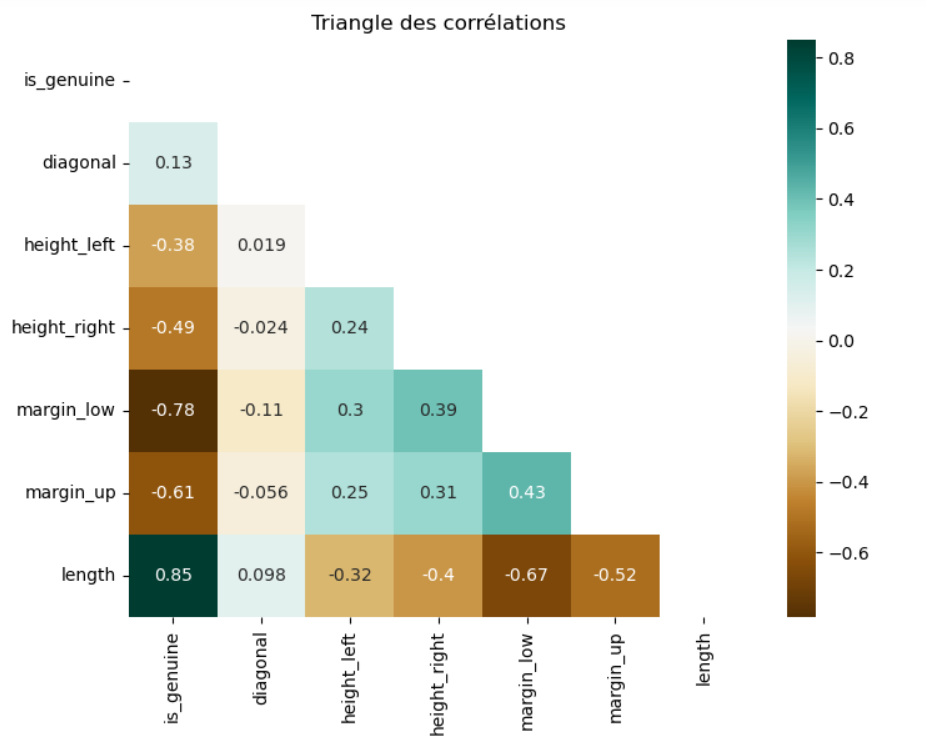 Triangle des corrélations
is_genuine
diagonal 0.13
height_left -0.38 0.019
height_right -0.49 -0.024 0.24
margin_low -0.78 -0.11 0.3 0.39
margin_up -0.61 -0.056 0.25 0.31 0.43
length 0.85 0.098 -0.32 -0.4 -0.67 -0.52
is_genuine
diagonal
height_left
height_right
margin_low
margin_up
length
0.8
0.6
0.4
0.2
0.0
−0.2
−0.4
−0.6